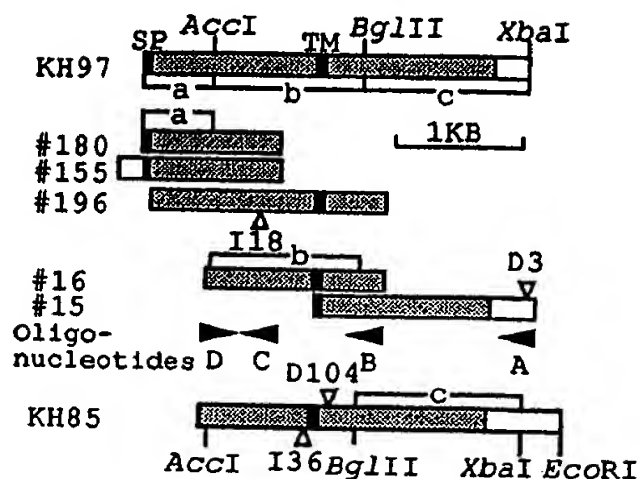 AccI BglII XbaI
SP TM
KH97
a b c
a
#180 1KB
#155
#196
I18
b D3
#16
#15
Oligo-
nucleotides D C B A
D104 c
KH85
AccI I36 BglII XbaI EcoRI